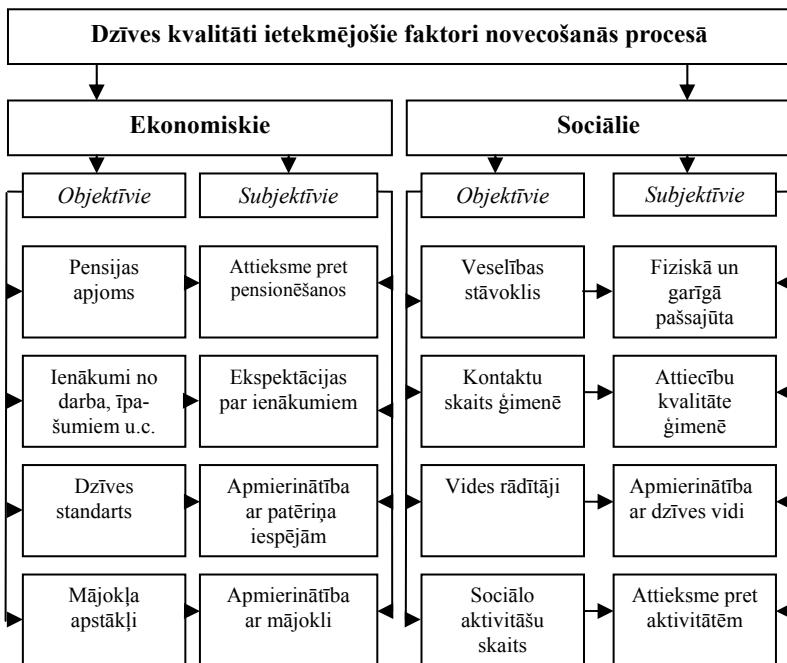 Dzīves kvalitāti ietekmējošie faktori novecošanās procesā
Ekonomiskie
Sociālie
Objektīvie
Subjektīvie
Objektīvie
Subjektīvie
Pensijas
apjoms
Attieksme pret
pensionēšanos
Veselības
stāvoklis
Fiziskā un
garīgā
pašsajūta
Ienākumi no
darba, īpa-
šumiem u.c.
Ekspektācijas
par ienākumiem
Kontaktu
skaits ģimenē
Attiecību
kvalitāte
ģimenē
Dzīves
standarts
Apmierinātība
ar patēriņa
iespējām
Vides rādītāji
Apmierinātība
ar dzīves vidi
Mājokļa
apstākļi
Apmierinātība
ar mājokli
Sociālo
aktivitāšu
skaits
Attieksme pret
aktivitātēm